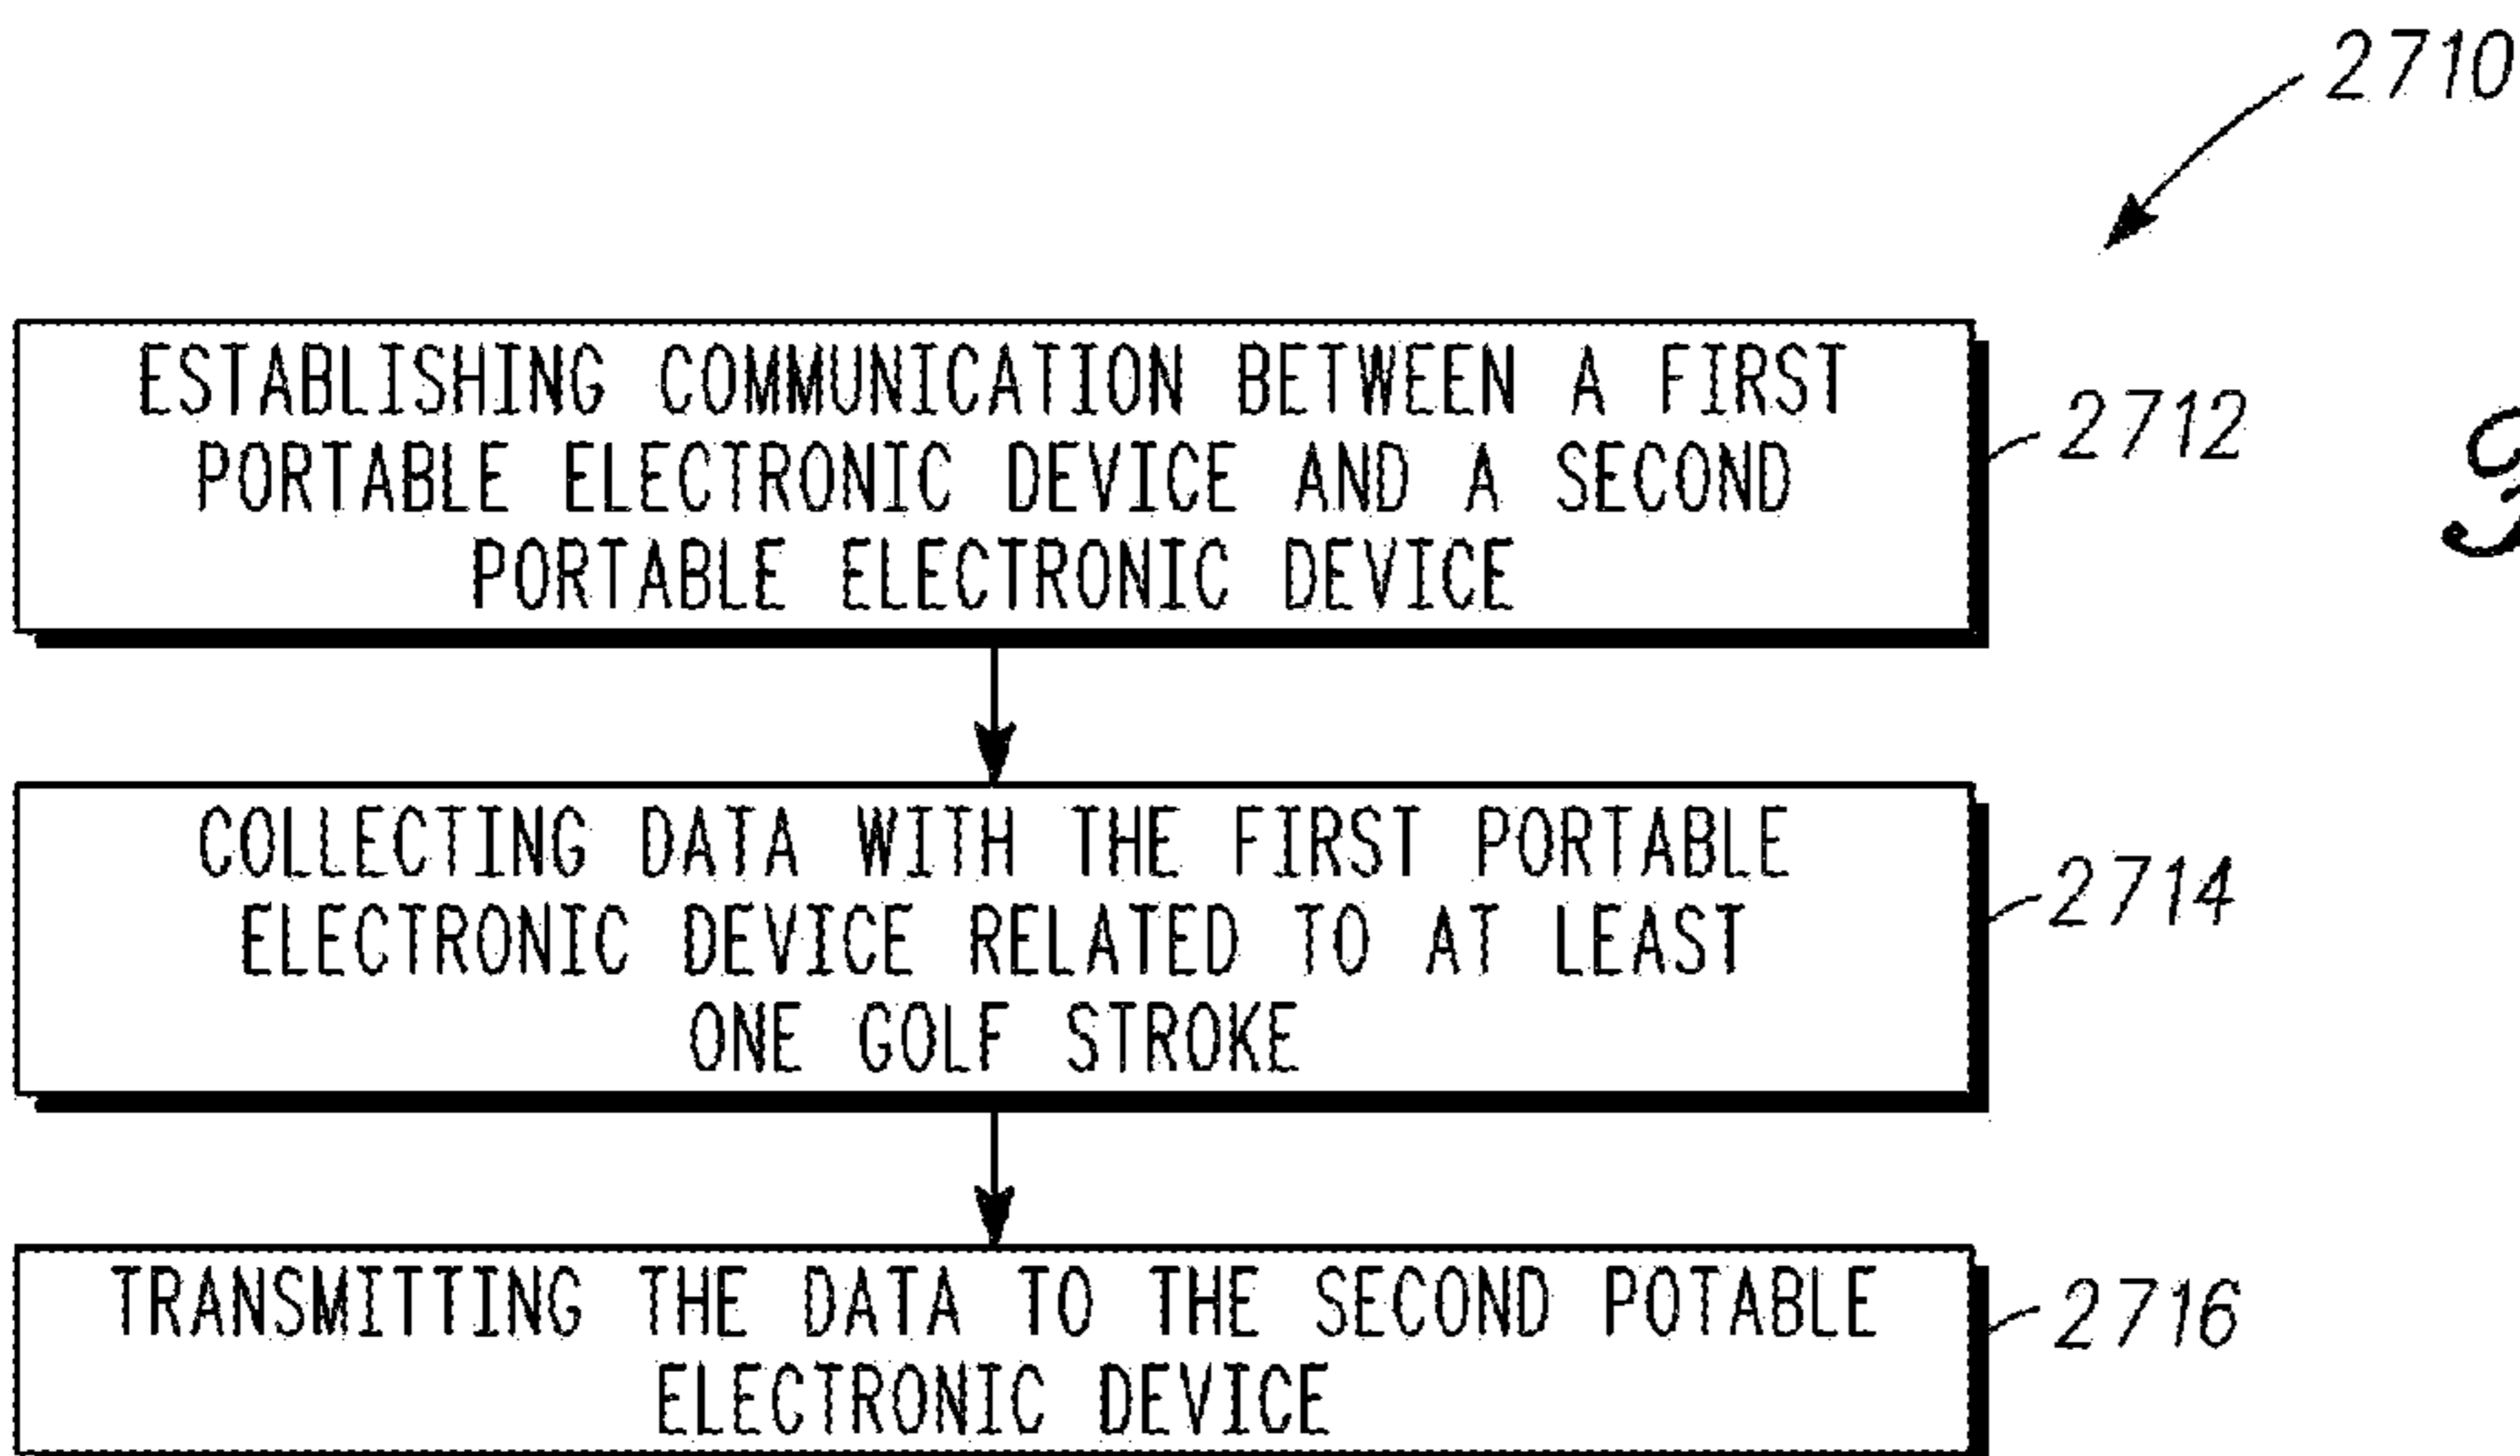 2710
ESTABLISHING COMMUNICATION BETWEEN A FIRST
PORTABLE ELECTRONIC DEVICE AND A SECOND
PORTABLE ELECTRONIC DEVICE
2712
COLLECTING DATA WITH THE FIRST PORTABLE
ELECTRONIC DEVICE RELATED TO AT LEAST
ONE GOLF STROKE
2714
TRANSMITTING THE DATA TO THE SECOND POTABLE
ELECTRONIC DEVICE
2716